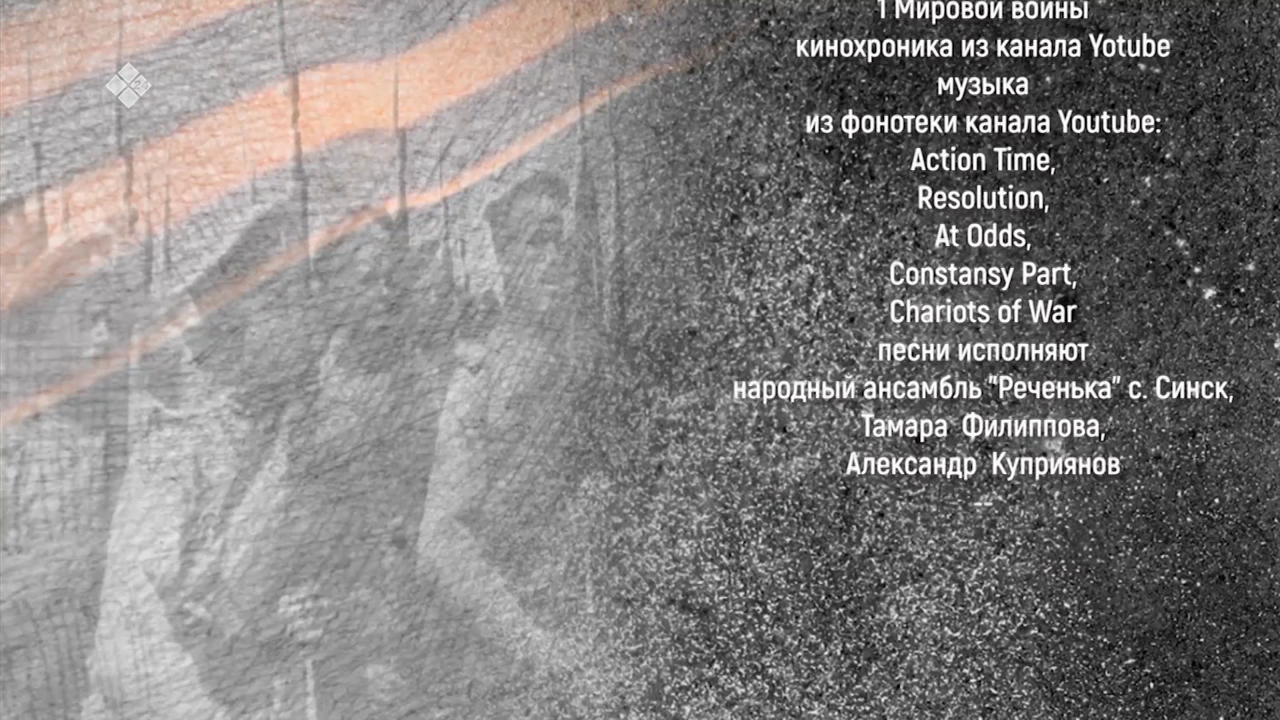 1 Мировой войны
кинохроника из канала Yotube
музыка
из фонотеки канала Youtube:
Action Time,
Resolution,
At Odds,
Constansy Part,
Chariots of War
песни исполняют
народный ансамбль "Реченька" с. Синск,
Тамара Филиппова,
Александр Куприянов